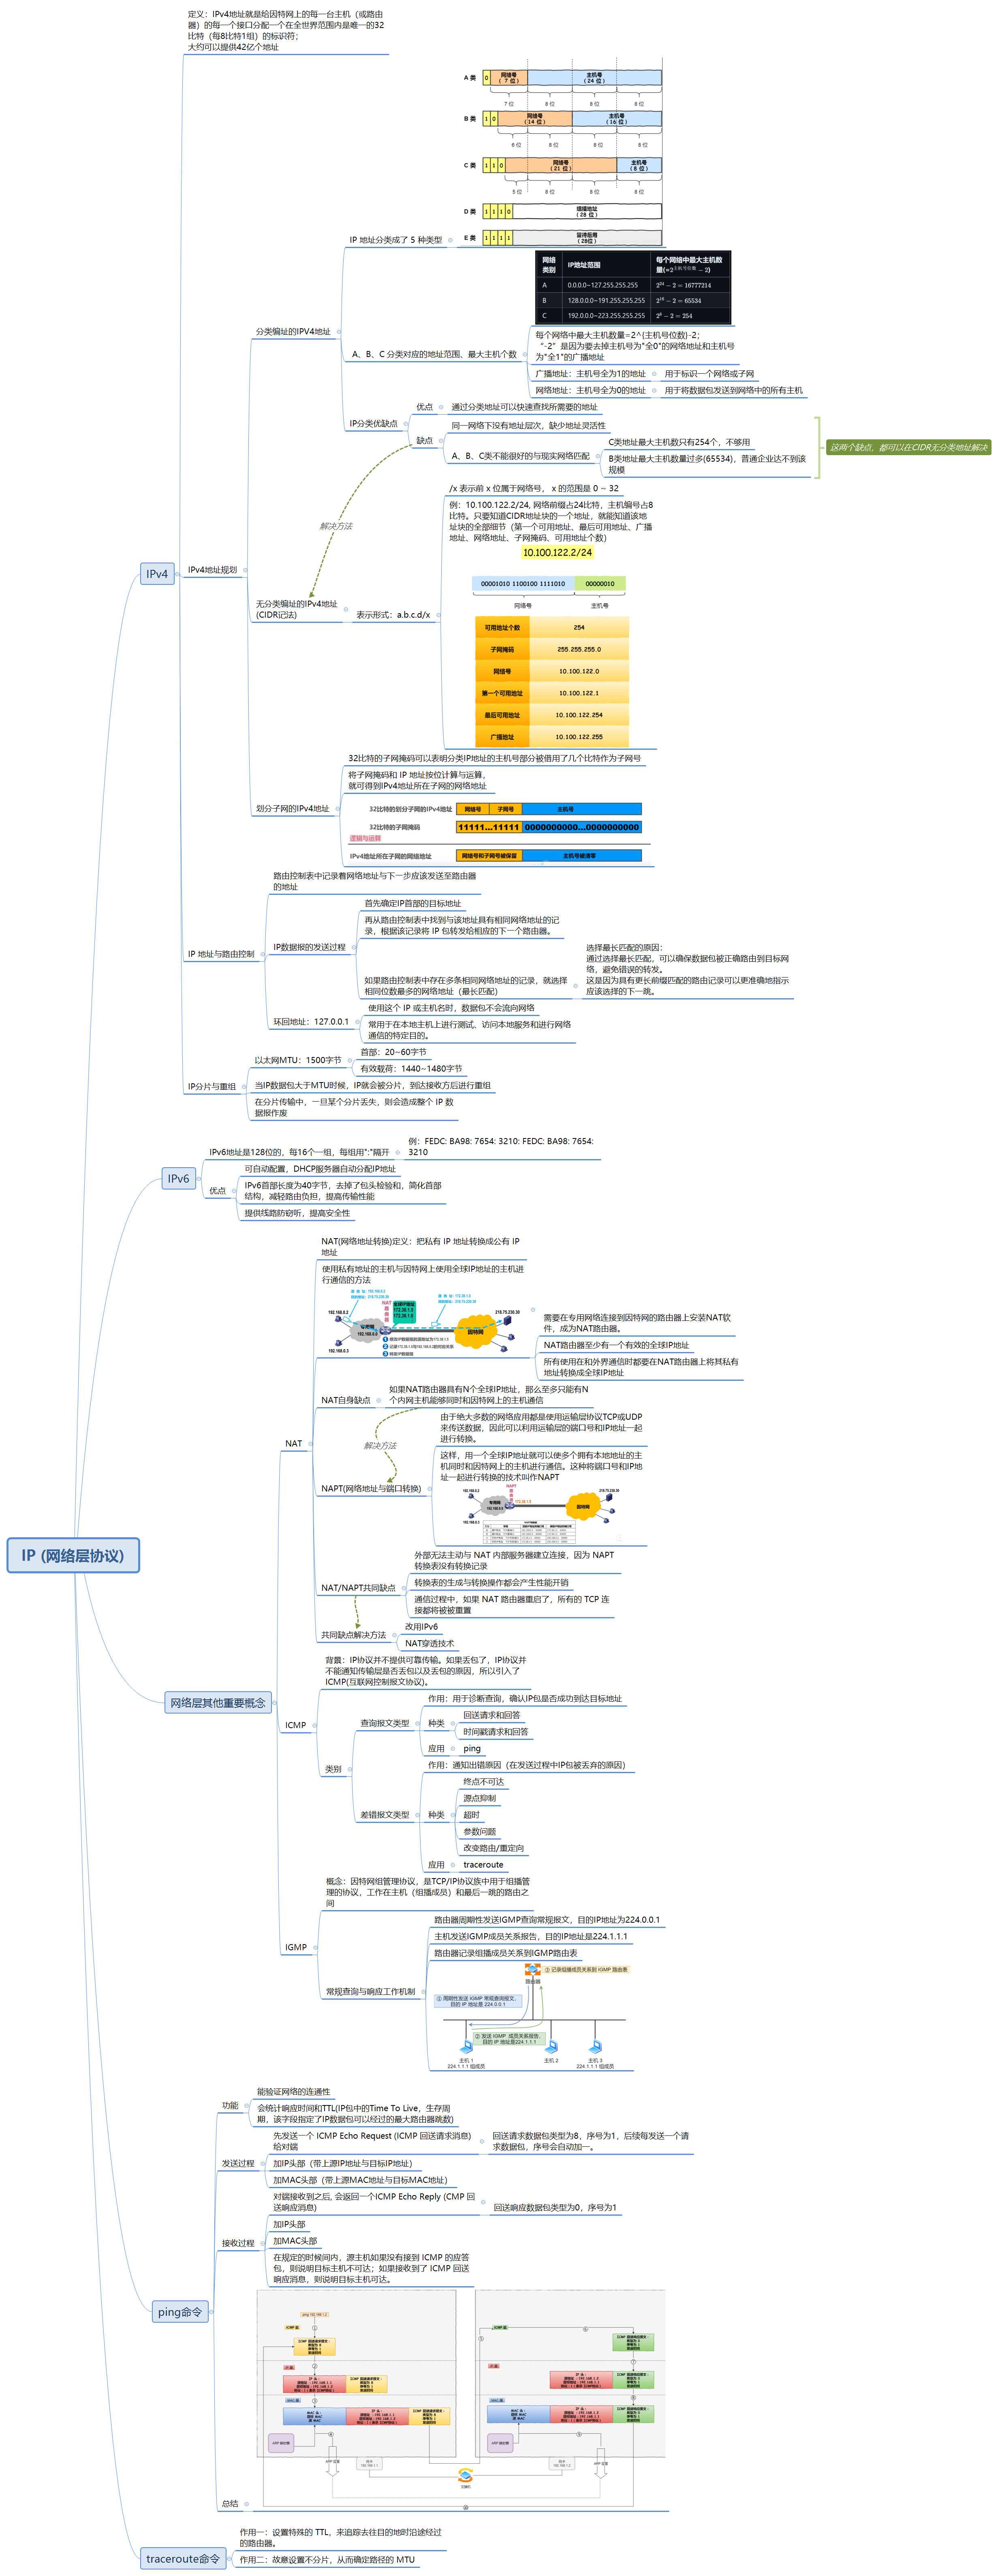 定义：IPv4地址就是给因特网上的每一台主机（或路由
器）的每一个接口分配一个在全世界范围内是唯一的32
比特（每8比特1组）的标识符；
大约可以提供42亿个地址
A 类
0
网络号
（ 7 位）
主机号
（24 位）
7 位
8 位
8 位
8 位
B 类
1 0
网络号
（14 位）
主机号
（16 位）
6 位
8 位
8 位
8 位
C 类
1 1 0
网络号
（21 位）
主机号
（8 位）
5 位
8 位
8 位
8 位
D 类
1 1 1 0
组播地址
（28 位）
E 类
1 1 1 1
留待后用
（28位）
IP 地址分类成了 5 种类型
网络
类别
IP地址范围
每个网络中最大主机数
量(=2^主机号位数 − 2)
A
0.0.0.0~127.255.255.255
2^24 − 2 = 16777214
B
128.0.0.0~191.255.255.255
2^16 − 2 = 65534
C
192.0.0.0~223.255.255.255
2^8 − 2 = 254
分类编址的IPV4地址
A、B、C 分类对应的地址范围、最大主机个数
每个网络中最大主机数量=2^(主机号位数)-2；
“-2”是因为要去掉主机号为"全0"的网络地址和主机号
为"全1"的广播地址
广播地址：主机号全为1的地址
用于标识一个网络或子网
网络地址：主机号全为0的地址
用于将数据包发送到网络中的所有主机
IP分类优缺点
优点
通过分类地址可以快速查找所需要的地址
缺点
同一网络下没有地址层次，缺少地址灵活性
A、B、C类不能很好的与现实网络匹配
C类地址最大主机数只有254个，不够用
B类地址最大主机数量过多(65534)，普通企业达不到该
规模
这两个缺点，都可以在CIDR无分类地址解决
解决方法
/x 表示前 x 位属于网络号， x 的范围是 0 ~ 32
例：10.100.122.2/24, 网络前缀占24比特，主机编号占8
比特。只要知道CIDR地址块的一个地址，就能知道该地
址块的全部细节（第一个可用地址、最后可用地址、广播
地址、网络地址、子网掩码、可用地址个数）
10.100.122.2/24
00001010 1100100 1111010
00000010
网络号
主机号
可用地址个数
254
子网掩码
255.255.255.0
网络号
10.100.122.0
第一个可用地址
10.100.122.1
最后可用地址
10.100.122.254
广播地址
10.100.122.255
IPv4
IPv4地址规划
无分类编址的IPv4地址
(CIDR记法)
表示形式：a.b.c.d/x
32比特的子网掩码可以表明分类IP地址的主机号部分被借用了几个比特作为子网号
将子网掩码和 IP 地址按位计算与运算，
就可得到IPv4地址所在子网的网络地址
划分子网的IPv4地址
32比特的划分子网的IPv4地址
网络号
子网号
主机号
32比特的子网掩码
11111...11111
0000000000...0000000000
逻辑与运算
IPv4地址所在子网的网络地址
网络号和子网号被保留
主机号被清零
路由控制表中记录着网络地址与下一步应该发送至路由器
的地址
IP 地址与路由控制
IP数据报的发送过程
首先确定IP首部的目标地址
再从路由控制表中找到与该地址具有相同网络地址的记
录，根据该记录将 IP 包转发给相应的下一个路由器。
如果路由控制表中存在多条相同网络地址的记录，就选择
相同位数最多的网络地址（最长匹配）
选择最长匹配的原因：
通过选择最长匹配，可以确保数据包被正确路由到目标网
络，避免错误的转发。
这是因为具有更长前缀匹配的路由记录可以更准确地指示
应该选择的下一跳。
环回地址：127.0.0.1
使用这个 IP 或主机名时，数据包不会流向网络
常用于在本地主机上进行测试，访问本地服务和进行网络
通信的特定目的。
IP分片与重组
以太网MTU：1500字节
首部：20~60字节
有效载荷：1440~1480字节
当IP数据包大于MTU时候，IP就会被分片，到达接收方后进行重组
在分片传输中，一旦某个分片丢失，则会造成整个 IP 数
据报作废
IPv6
IPv6地址是128位的，每16个一组，每组用":"隔开
例：FEDC: BA98: 7654: 3210: FEDC: BA98: 7654:
3210
优点
可自动配置，DHCP服务器自动分配IP地址
IPv6首部长度为40字节，去掉了包头检验和，简化首部
结构，减轻路由负担，提高传输性能
提供线路防窃听，提高安全性
IP (网络层协议)
网络层其他重要概念
NAT
NAT(网络地址转换)定义：把私有 IP 地址转换成公有 IP
地址
使用私有地址的主机与因特网上使用全球IP地址的主机进
行通信的方法
192.168.0.2
192.168.0.3
专用网
192.168.0.0
NAT
路由器
全球IP地址
172.38.1.5
172.38.1.6
因特网
218.75.230.30
需要在专用网络连接到因特网的路由器上安装NAT软
件，成为NAT路由器。
NAT路由器至少有一个有效的全球IP地址
所有使用在和外界通信时都要在NAT路由器上将其私有
地址转换成全球IP地址
NAT自身缺点
如果NAT路由器具有N个全球IP地址，那么至多只能有N
个内网主机能够同时和因特网上的主机通信
解决方法
NAPT(网络地址与端口转换)
由于绝大多数的网络应用都是使用运输层协议TCP或UDP
来传送数据，因此可以利用运输层的端口号和IP地址一起
进行转换。
这样，用一个全球IP地址就可以使多个拥有本地地址的主
机同时和因特网上的主机进行通信。这种将端口号和IP地
址一起进行转换的技术叫作NAPT
192.168.0.2
192.168.0.3
专用网
192.168.0.0
NAPT
172.38.1.5
因特网
218.75.230.30
NAT/NAPT共同缺点
外部无法主动与 NAT 内部服务器建立连接，因为 NAPT
转换表没有转换记录
转换表的生成与转换操作都会产生性能开销
通信过程中，如果 NAT 路由器重启了，所有的 TCP 连
接都将被被重置
共同缺点解决方法
改用IPv6
NAT穿透技术
ICMP
背景：IP协议并不提供可靠传输。如果丢包了，IP协议并
不能通知传输层是否丢包以及丢包的原因，所以引入了
ICMP(互联网控制报文协议)。
类别
查询报文类型
作用：用于诊断查询，确认IP包是否成功到达目标地址
种类
回送请求和回答
时间戳请求和回答
应用
ping
差错报文类型
作用：通知出错原因（在发送过程中IP包被丢弃的原因）
种类
终点不可达
源点抑制
超时
参数问题
改变路由/重定向
应用
traceroute
IGMP
概念：因特网组管理协议，是TCP/IP协议族中用于组播管
理的协议，工作在主机（组播成员）和最后一跳的路由之
间
常规查询与响应工作机制
路由器周期性发送IGMP查询常规报文，目的IP地址为224.0.0.1
主机发送IGMP成员关系报告，目的IP地址是224.1.1.1
路由器记录组播成员关系到IGMP路由表
③ 记录组播成员关系到 IGMP 路由表
路由器
① 周期性发送 IGMP 常规查询报文，
目的 IP 地址是 224.0.0.1
② 发送 IGMP 成员关系报告，
目的 IP 地址是224.1.1.1
主机 1
224.1.1.1 组成员
主机 2
主机 3
224.1.1.1 组成员
ping命令
功能
能验证网络的连通性
会统计响应时间和TTL(IP包中的Time To Live，生存周
期，该字段指定了IP数据包可以经过的最大路由器跳数)
发送过程
先发送一个 ICMP Echo Request (ICMP 回送请求消息)
给对端
回送请求数据包类型为8，序号为1，后续每发送一个请
求数据包，序号会自动加一。
加IP头部（带上源IP地址与目标IP地址）
加MAC头部（带上源MAC地址与目标MAC地址）
接收过程
对端接收到之后, 会返回一个ICMP Echo Reply (CMP 回
送响应消息)
回送响应数据包类型为0，序号为1
加IP头部
加MAC头部
在规定的时候间内，源主机如果没有接到 ICMP 的应答
包，则说明目标主机不可达；如果接收到了 ICMP 回送
响应消息，则说明目标主机可达。
ping 192.168.1.2
总结
traceroute命令
作用一：设置特殊的 TTL，来追踪去往目的地时沿途经过
的路由器。
作用二：故意设置不分片，从而确定路径的 MTU